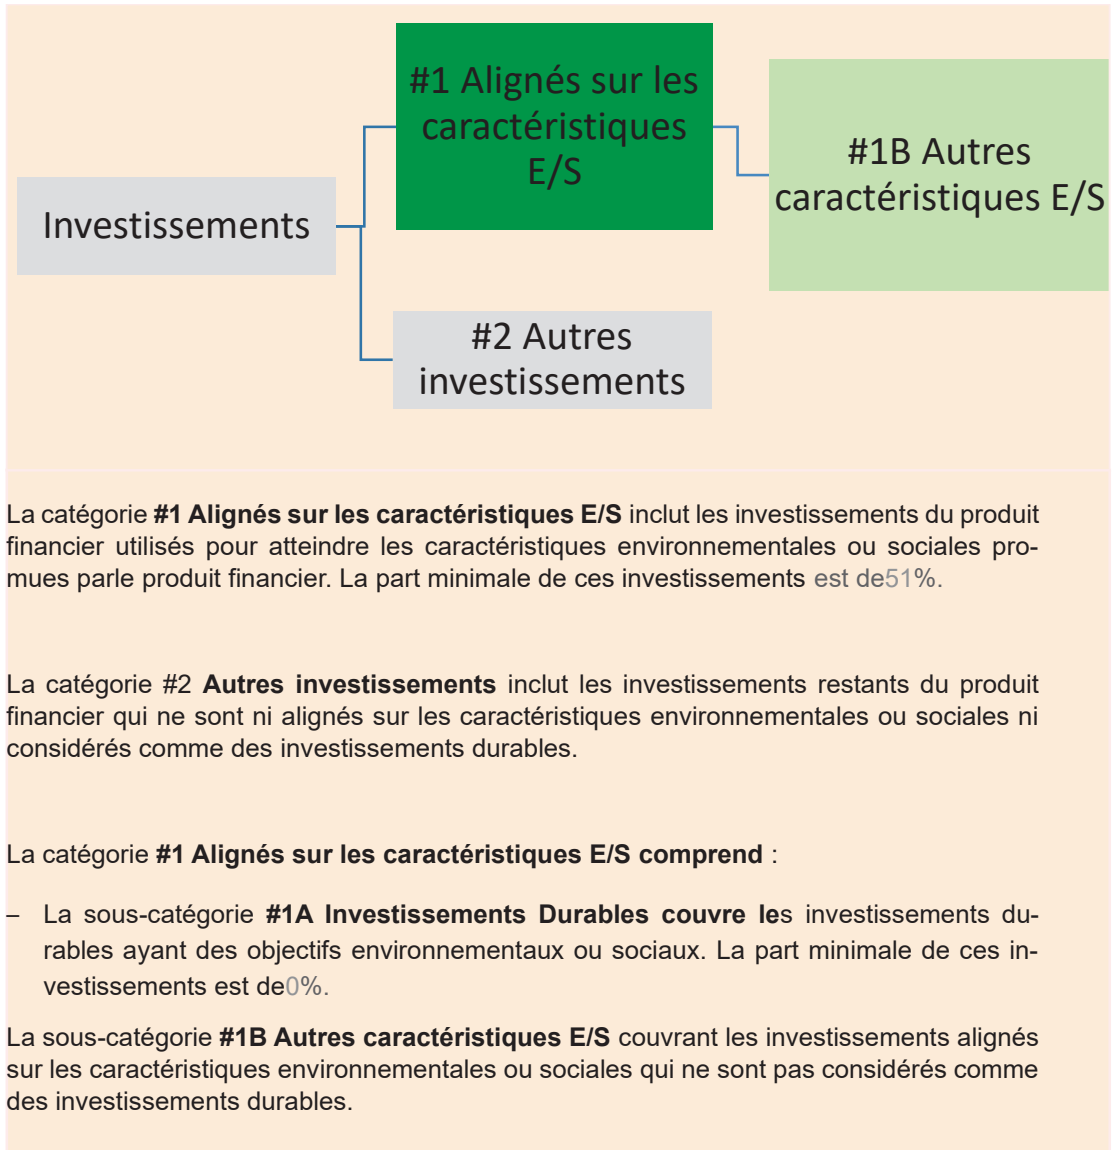 #1 Alignés sur les
caractéristiques
E/S
#1B Autres
caractéristiques E/S
Investissements
#2 Autres
investissements
La catégorie #1 Alignés sur les caractéristiques E/S inclut les investissements du produit
financier utilisés pour atteindre les caractéristiques environnementales ou sociales pro-
mues parle produit financier. La part minimale de ces investissements est de51%.
La catégorie #2 Autres investissements inclut les investissements restants du produit
financier qui ne sont ni alignés sur les caractéristiques environnementales ou sociales ni
considérés comme des investissements durables.
La catégorie #1 Alignés sur les caractéristiques E/S comprend :
– La sous-catégorie #1A Investissements Durables couvre les investissements du-
rables ayant des objectifs environnementaux ou sociaux. La part minimale de ces in-
vestissements est de0%.
La sous-catégorie #1B Autres caractéristiques E/S couvrant les investissements alignés
sur les caractéristiques environnementales ou sociales qui ne sont pas considérés comme
des investissements durables.